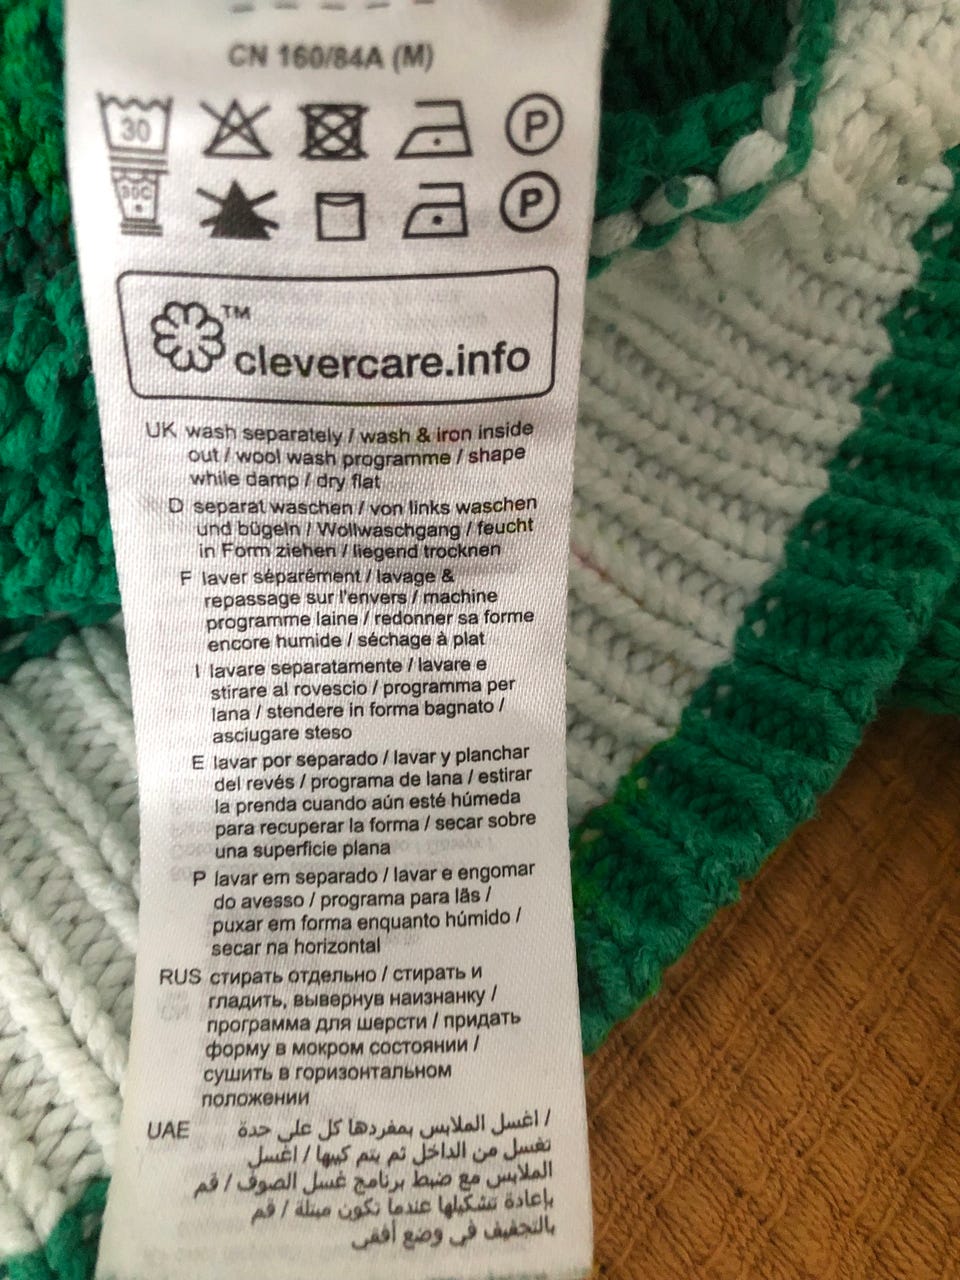 CN 160/84A (M)
30 P
30C P
™
clevercare.info
UK wash separately / wash & iron inside
out / wool wash programme / shape
while damp / dry flat
D separat waschen / von links waschen
und bügeln / Wollwaschgang / feucht
in Form ziehen / liegend trocknen
F laver séparément / lavage &
repassage sur l'envers / machine
programme laine / redonner sa forme
encore humide / séchage à plat
I lavare separatamente / lavare e
stirare al rovescio / programma per
lana / stendere in forma bagnato /
asciugare steso
E lavar por separado / lavar y planchar
del revés / programa de lana / estirar
la prenda cuando aún esté húmeda
para recuperar la forma / secar sobre
una superficie plana
P lavar em separado / lavar e engomar
do avesso / programa para lãs /
puxar em forma enquanto húmido /
secar na horizontal
RUS стирать отдельно / стирать и
гладить, вывернув наизнанку /
программа для шерсти / придать
форму в мокром состоянии /
сушить в горизонтальном
положении
UAE اغسل الملابس بمفردها كل على حدة /
تغسل من الداخل ثم يتم كيها / اغسل
الملابس مع ضبط برنامج غسل الصوف / قم
بإعادة تشكيلها عندما تكون مبتلة / قم
بالتجفيف في وضع أفقي